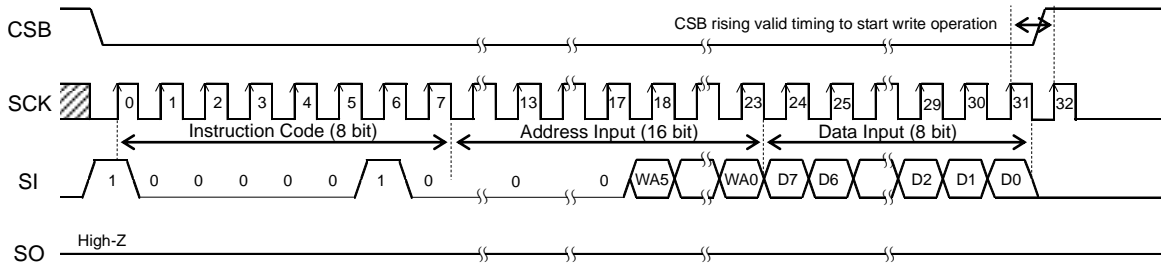 CSB
CSB rising valid timing to start write operation
SCK
0 1 2 3 4 5 6 7 13 17 18 23 24 25 29 30 31 32
Instruction Code (8 bit) Address Input (16 bit) Data Input (8 bit)
SI
1 0 0 0 0 0 1 0 0 0 WA5 WA0 D7 D6 D2 D1 D0
High-Z
SO